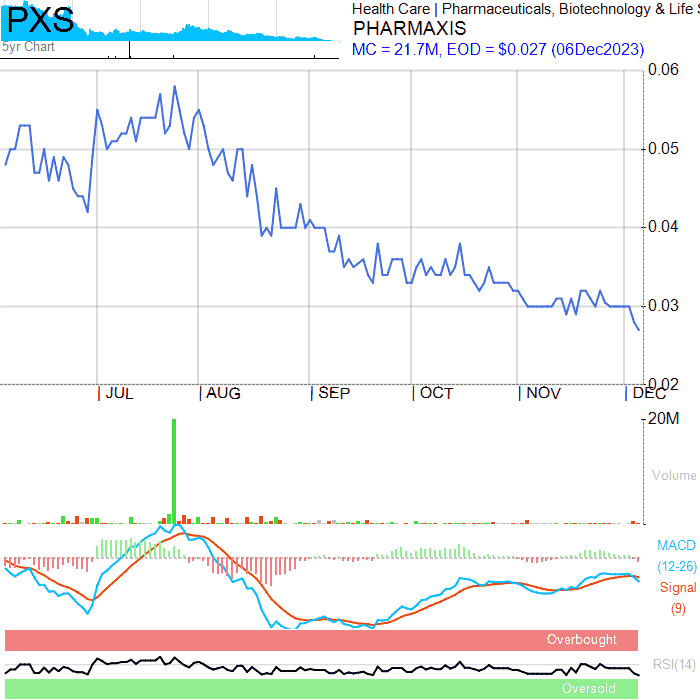 PXS
5yr Chart
Health Care | Pharmaceuticals, Biotechnology & Life S
PHARMAXIS
MC = 21.7M, EOD = $0.027 (06Dec2023)
0.06
0.05
0.04
0.03
0.02
JUL AUG SEP OCT NOV DEC
20M
Volume
MACD
(12-26)
Signal
(9)
Overbought
RSI(14)
Oversold